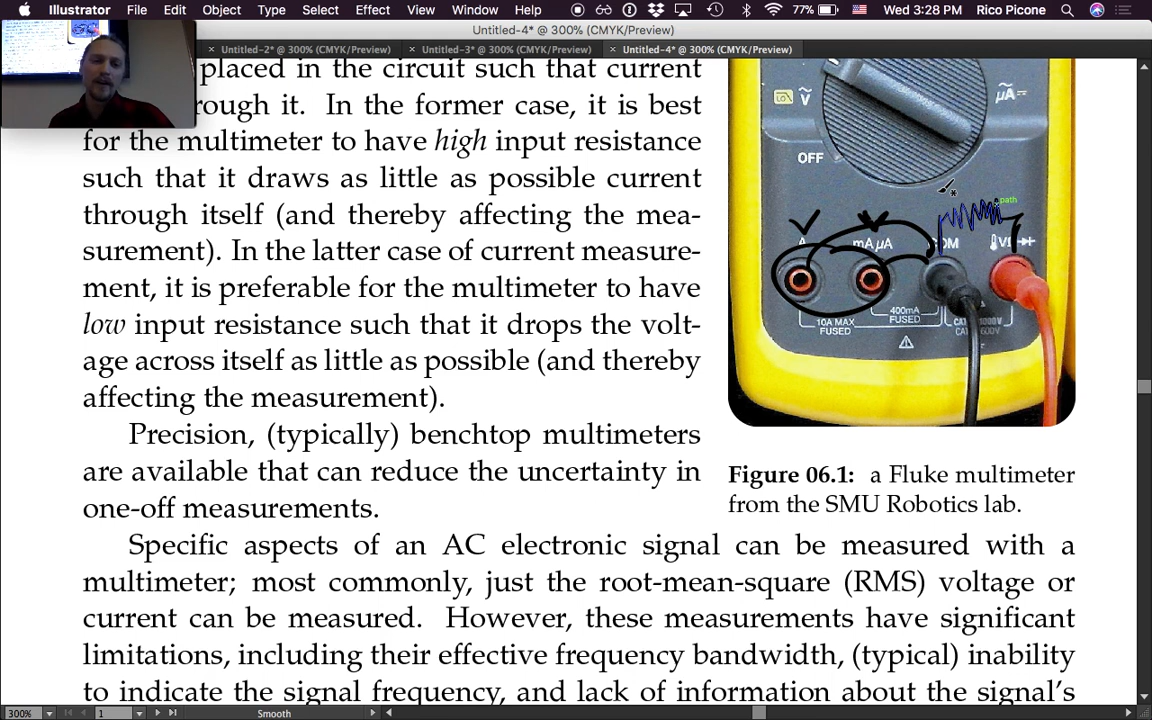 Illustrator File Edit Object Type Select Effect View Window Help 77% Wed 3:28 PM Rico Picone
Untitled-4* @ 300% (CMYK/Preview)
× Untitled-2* @ 300% (CMYK/Preview) × Untitled-3* @ 300% (CMYK/Preview) × Untitled-4* @ 300% (CMYK/Preview)
placed in the circuit such that current
rough it. In the former case, it is best
for the multimeter to have high input resistance
such that it draws as little as possible current
through itself (and thereby affecting the mea-
surement). In the latter case of current measure-
ment, it is preferable for the multimeter to have
low input resistance such that it drops the volt-
age across itself as little as possible (and thereby
affecting the measurement).
Precision, (typically) benchtop multimeters
are available that can reduce the uncertainty in
one-off measurements.
V
µA
OFF
path
mA µA
10A MAX
FUSED
400mA
FUSED
Figure 06.1: a Fluke multimeter
from the SMU Robotics lab.
Specific aspects of an AC electronic signal can be measured with a
multimeter; most commonly, just the root-mean-square (RMS) voltage or
current can be measured. However, these measurements have significant
limitations, including their effective frequency bandwidth, (typical) inability
to indicate the signal frequency, and lack of information about the signal's
300% 1 Smooth